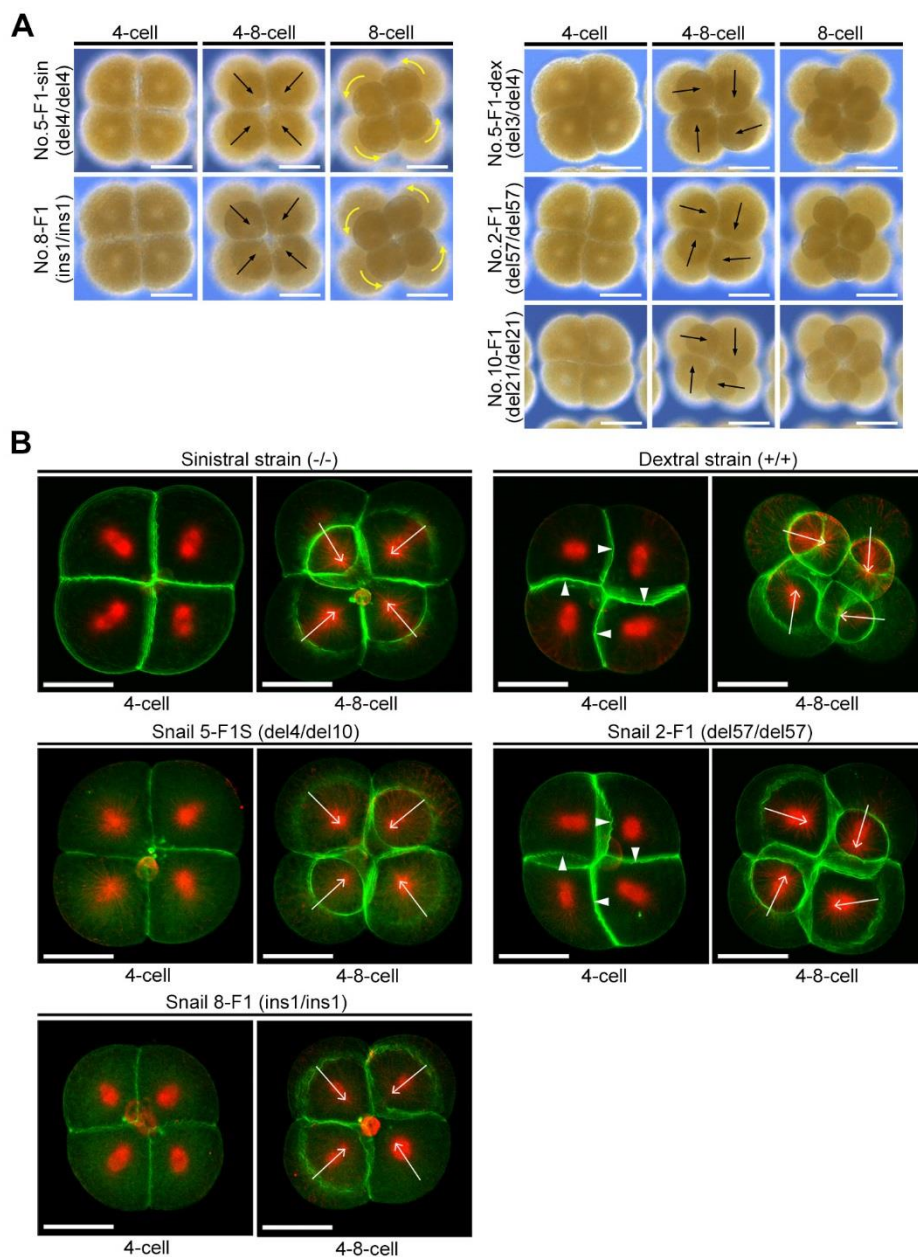 A
4-cell 4-8-cell 8-cell
No.5-F1-sin
(del4/del4)
No.8-F1
(ins1/ins1)
4-cell 4-8-cell 8-cell
No.5-F1-dex
(del3/del4)
No.2-F1
(del57/del57)
No.10-F1
(del21/del21)
B
Sinistral strain (-/-)
4-cell 4-8-cell
Dextral strain (+/+)
4-cell 4-8-cell
Snail 5-F1S (del4/del10)
4-cell 4-8-cell
Snail 2-F1 (del57/del57)
4-cell 4-8-cell
Snail 8-F1 (ins1/ins1)
4-cell 4-8-cell